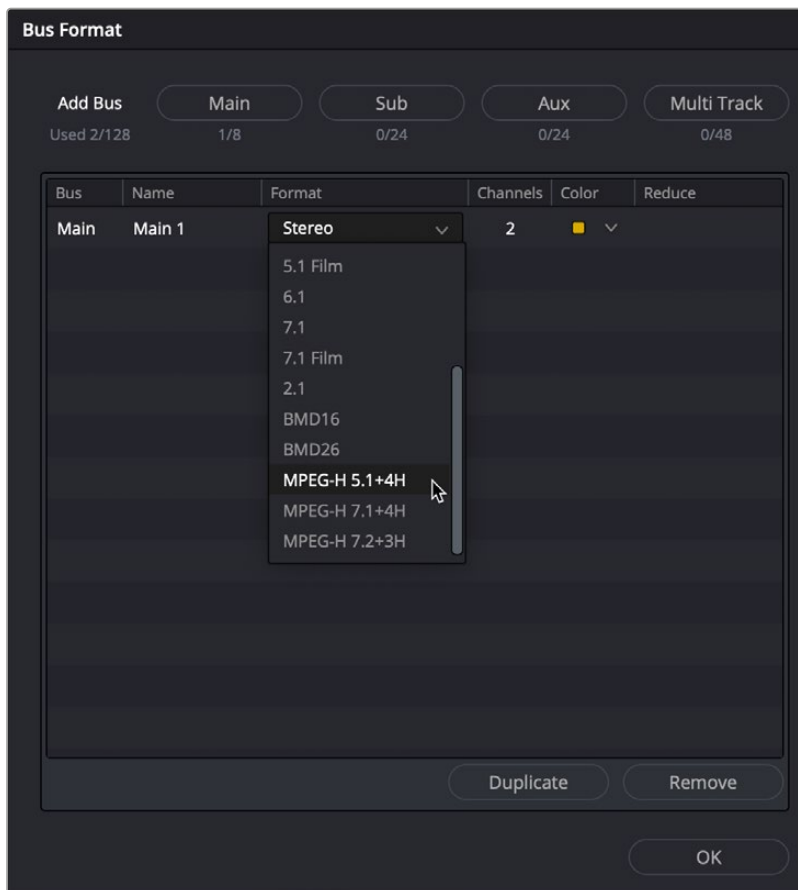 Bus Format
Add Bus Main Sub Aux Multi Track
Used 2/128 1/8 0/24 0/24 0/48
Bus Name Format Channels Color Reduce
Main Main 1 Stereo 2
5.1 Film
6.1
7.1
7.1 Film
2.1
BMD16
BMD26
MPEG-H 5.1+4H
MPEG-H 7.1+4H
MPEG-H 7.2+3H
Duplicate Remove
OK